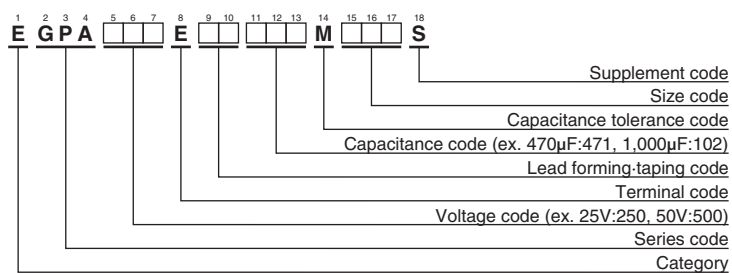 1 2 3 4 5 6 7 8 9 10 11 12 13 14 15 16 17 18
E GPA E M S
Supplement code
Size code
Capacitance tolerance code
Capacitance code (ex. 470μF:471, 1,000μF:102)
Lead forming·taping code
Terminal code
Voltage code (ex. 25V:250, 50V:500)
Series code
Category